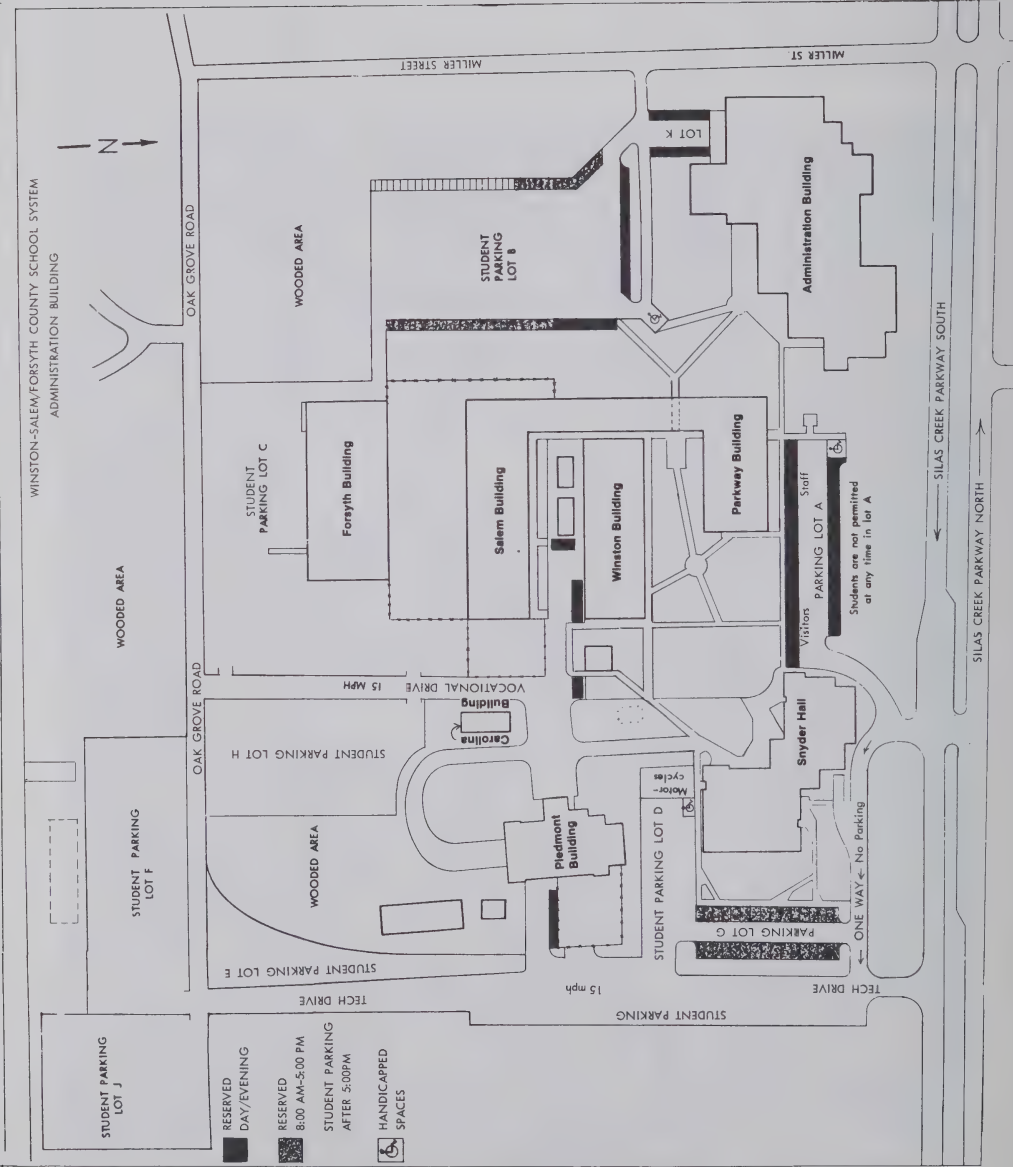 WINSTON-SALEM/FORSYTH COUNTY SCHOOL SYSTEM
ADMINISTRATION BUILDING
N
OAK GROVE ROAD
OAK GROVE ROAD
MILLER STREET
MILLER ST
WOODED AREA
WOODED AREA
WOODED AREA
STUDENT
PARKING
LOT B
LOT K
Administration Building
STUDENT
PARKING LOT C
Forsyth Building
Salem Building
Winston Building
Parkway Building
Staff
PARKING LOT A
Visitors
Students are not permitted
at any time in lot A
SILAS CREEK PARKWAY SOUTH
SILAS CREEK PARKWAY NORTH
VOCATIONAL DRIVE 15 MPH
Carolina
Building
STUDENT PARKING LOT H
Piedmont
Building
Motor-
cycles
STUDENT PARKING LOT D
Snyder Hall
ONE WAY
No Parking
PARKING LOT G
STUDENT PARKING
LOT F
STUDENT PARKING LOT E
TECH DRIVE
15 mph
TECH DRIVE
STUDENT PARKING
STUDENT PARKING
LOT J
RESERVED
DAY/EVENING
RESERVED
8:00 AM-5:00 PM
STUDENT PARKING
AFTER 5:00PM
HANDICAPPED
SPACES